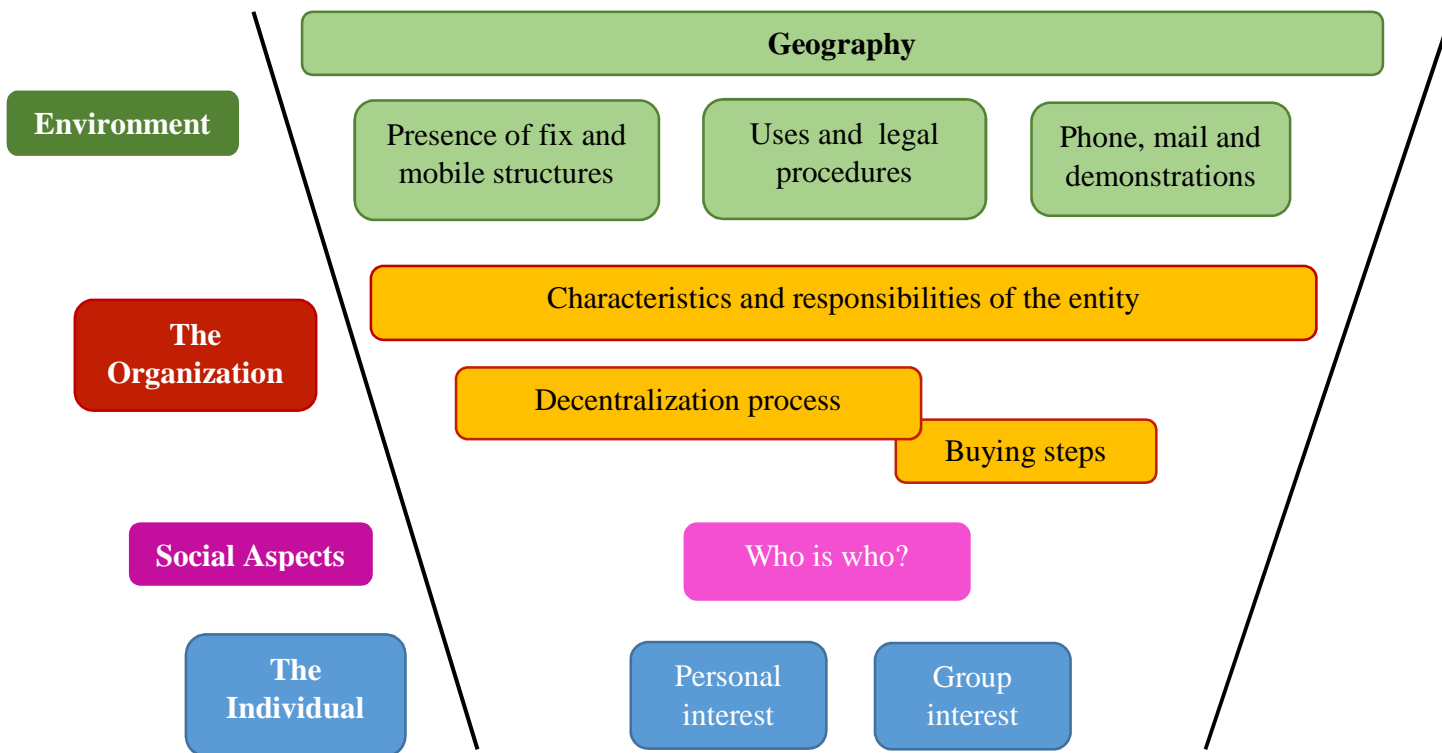 Geography
Environment
Presence of fix and
mobile structures
Uses and legal
procedures
Phone, mail and
demonstrations
The
Organization
Characteristics and responsibilities of the entity
Decentralization process
Buying steps
Social Aspects
Who is who?
The
Individual
Personal
interest
Group
interest